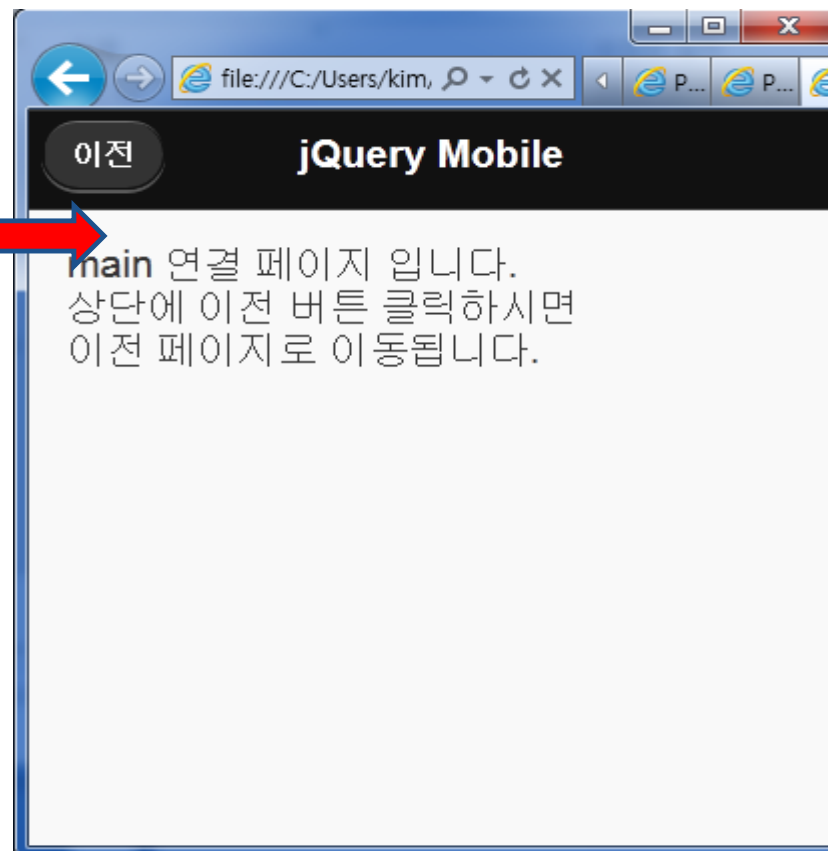 file:///C:/Users/kim,
P...
P...
이전
jQuery Mobile
main 연결 페이지 입니다.
상단에 이전 버튼 클릭하시면
이전 페이지로 이동됩니다.